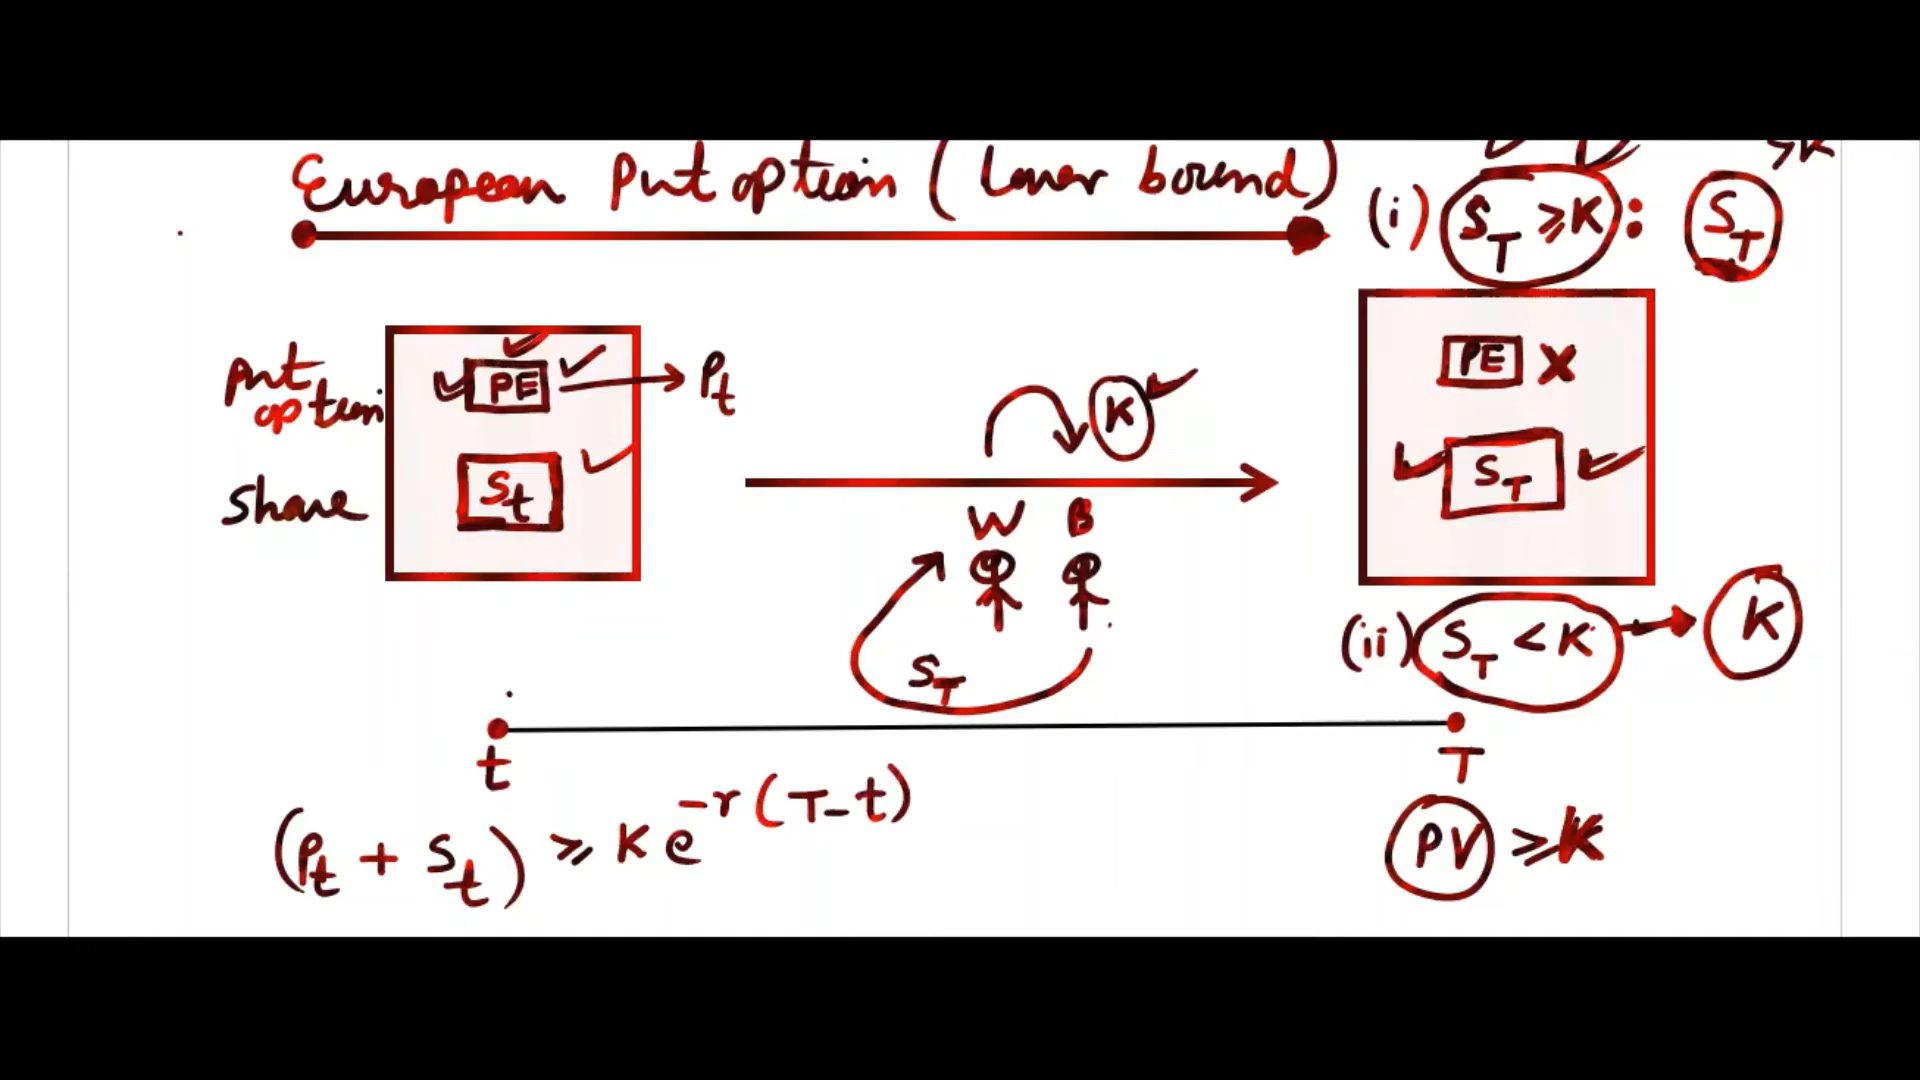 European Put option (Lower bound)
>K
(i) S_T ≥ K : S_T
Put option
PE → P_t
Share
S_t
K
W B
S_T
PE X
S_T
(ii) S_T < K → K
t
T
(P_t + S_t) ≥ K e^{-r(T-t)}
PV ≥ K